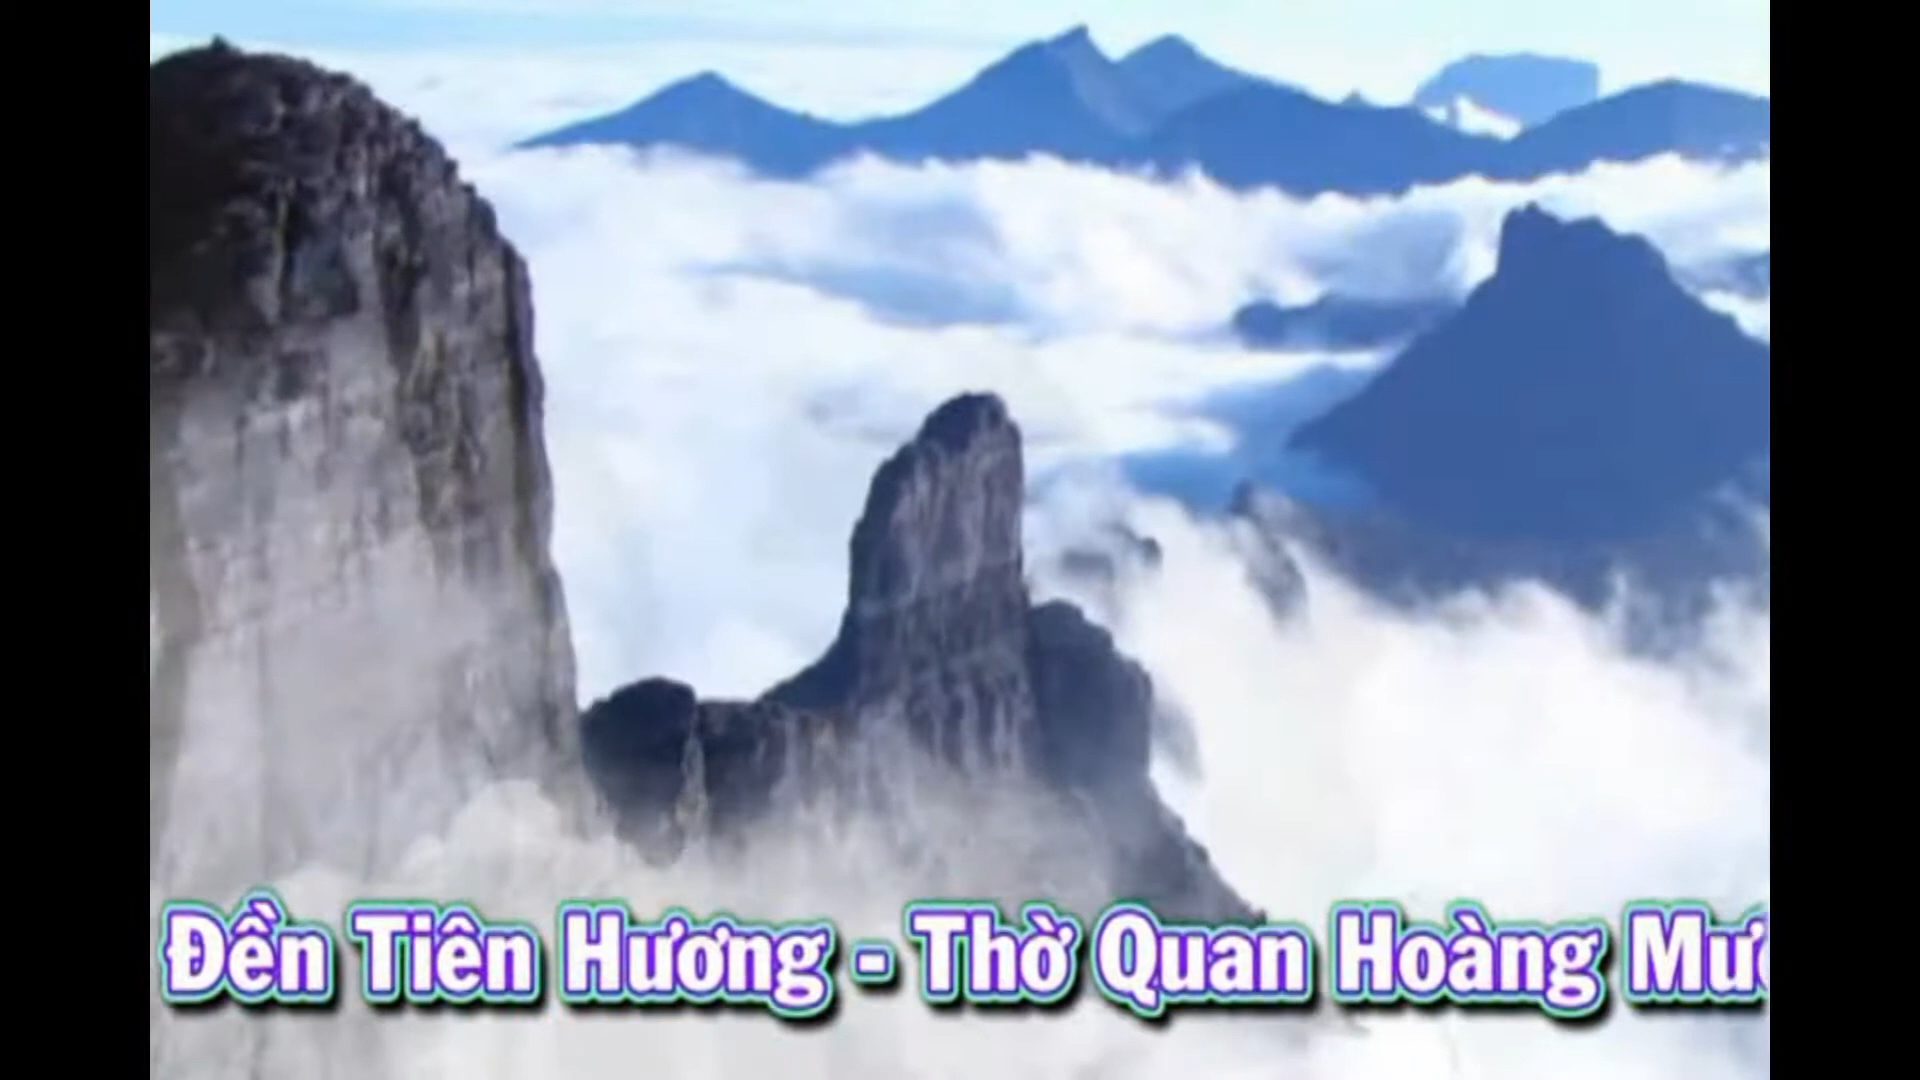 Đền Tiên Hương - Thờ Quan Hoàng